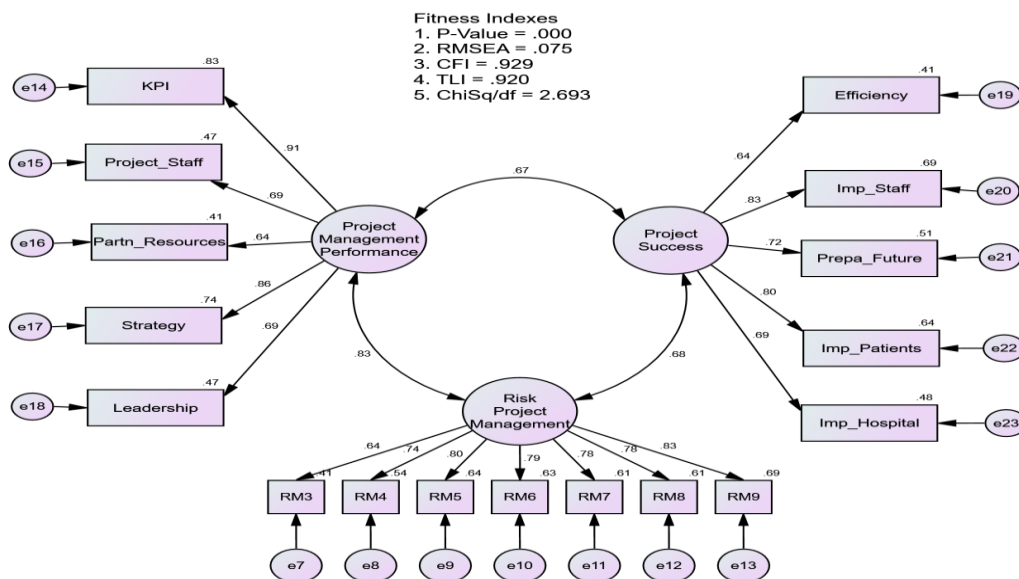 Fitness Indexes
1. P-Value = .000
2. RMSEA = .075
3. CFI = .929
4. TLI = .920
5. ChiSq/df = 2.693
.83
e14
KPI
.91
.47
e15
Project_Staff
.69
.41
e16
Partn_Resources
.64
.74
e17
Strategy
.86
.47
e18
Leadership
.69
Project
Management
Performance
.67
.83
.68
Project
Success
.41
Efficiency
e19
.64
.69
Imp_Staff
e20
.83
.51
Prepa_Future
e21
.72
.64
Imp_Patients
e22
.80
.48
Imp_Hospital
e23
.69
Risk
Project
Management
.64 .74 .80 .79 .78 .78 .83
.41 .54 .64 .63 .61 .61 .69
RM3 RM4 RM5 RM6 RM7 RM8 RM9
e7 e8 e9 e10 e11 e12 e13